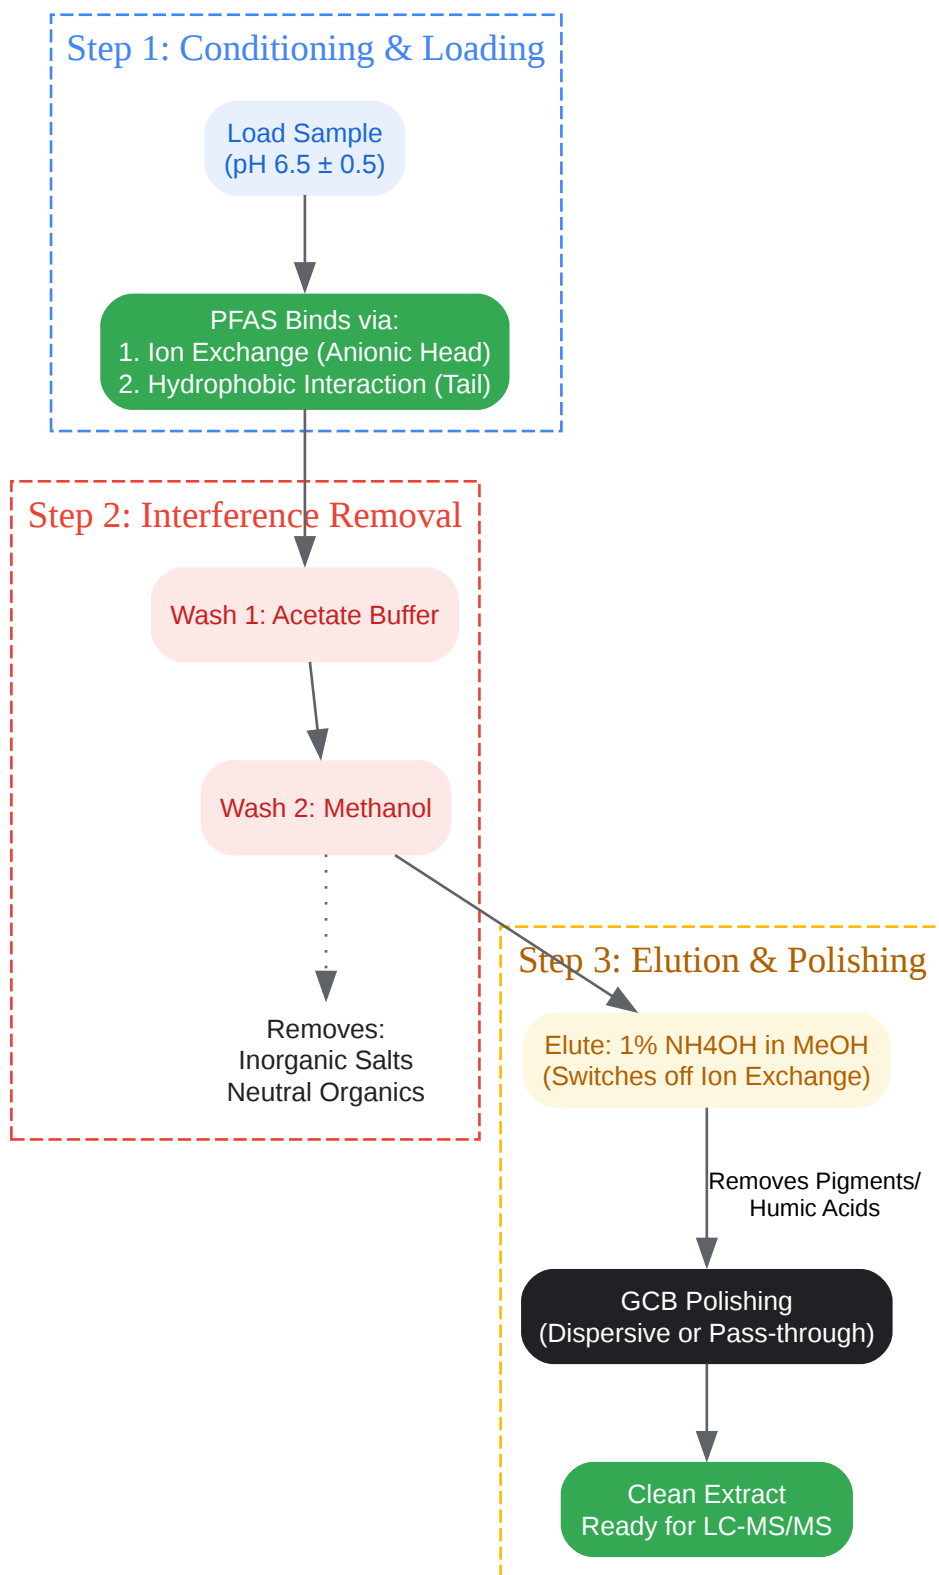 Step 1: Conditioning & Loading
Load Sample
(pH 6.5 ± 0.5)
PFAS Binds via:
1. Ion Exchange (Anionic Head)
2. Hydrophobic Interaction (Tail)
Step 2: Interference Removal
Wash 1: Acetate Buffer
Wash 2: Methanol
Removes:
Inorganic Salts
Neutral Organics
Step 3: Elution & Polishing
Elute: 1% NH4OH in MeOH
(Switches off Ion Exchange)
Removes Pigments/
Humic Acids
GCB Polishing
(Dispersive or Pass-through)
Clean Extract
Ready for LC-MS/MS